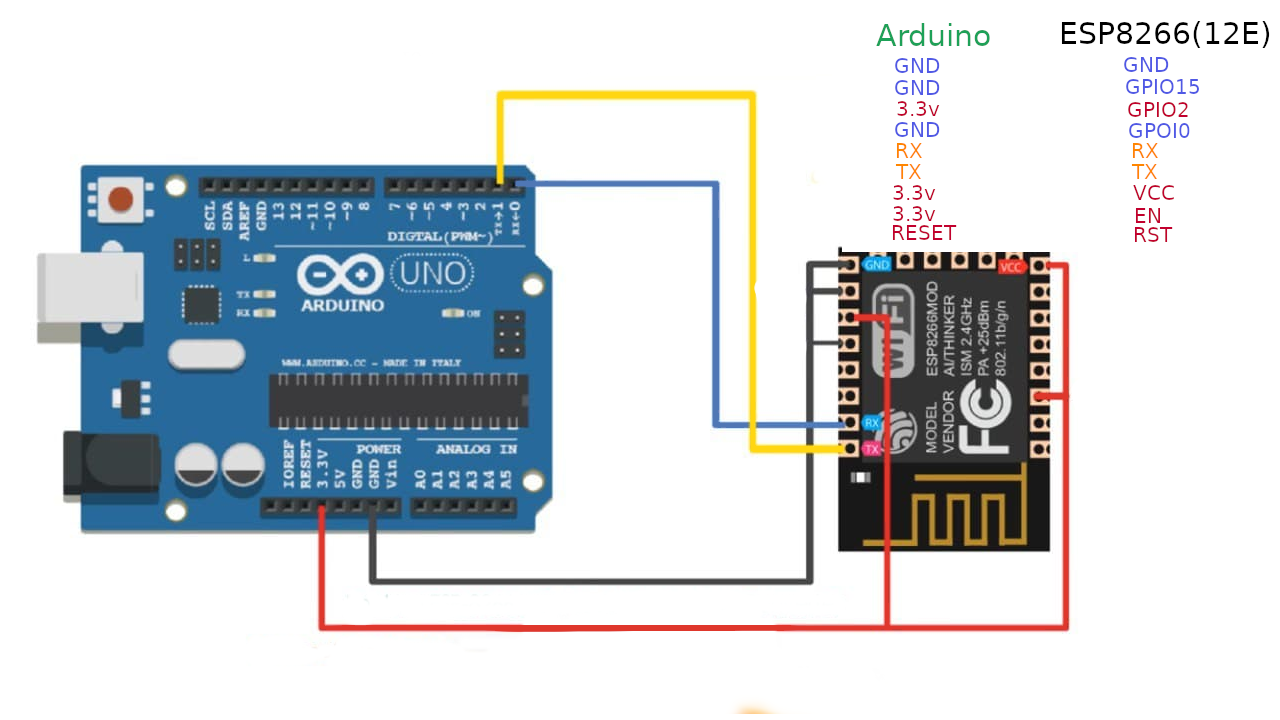 Arduino ESP8266(12E)
GND GND
GND GPIO15
3.3v GPIO2
GND GPOI0
RX RX
TX TX
3.3v VCC
3.3v EN
RESET RST
SCL SDA AREF GND 13 12 ~11 ~10 ~9 8 7 ~6 ~5 4 ~3 2 TX→1 RX←0
DIGTAL(PWM~)
L
TX
RX
UNO
ARDUINO
ON
WWW.ARDUINO.CC - MADE IN ITALY
POWER ANALOG IN
IOREF RESET 3.3V 5V GND GND Vin A0 A1 A2 A3 A4 A5
GND VCC
WiFi
ESP8266MOD
AI/THINKER
ISM 2.4GHz
PA +25dBm
802.11b/g/n
RX
TX
MODEL
VENDOR
FC